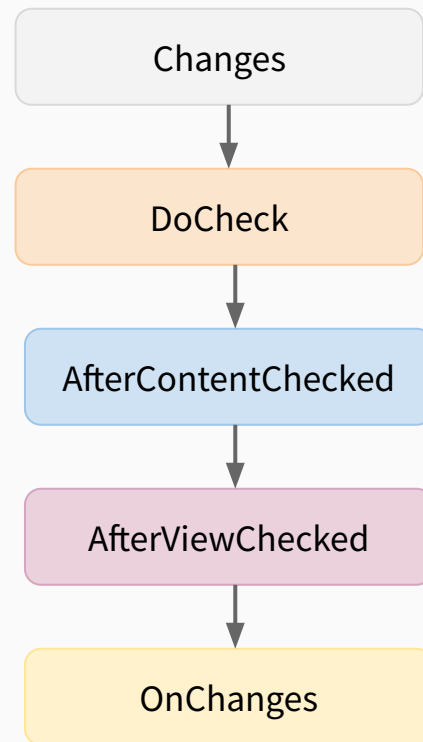 Changes
DoCheck
AfterContentChecked
AfterViewChecked
OnChanges